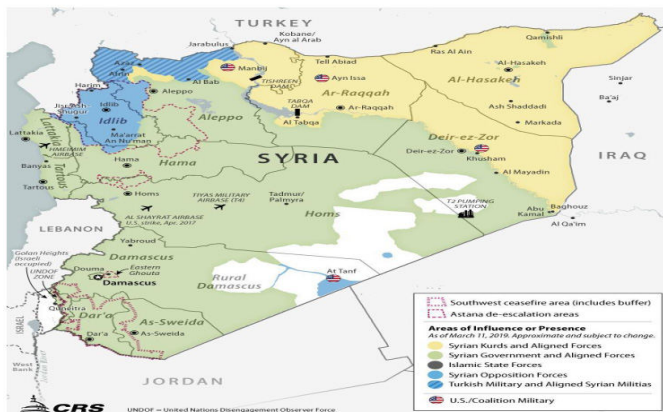 TURKEY
Kobane/
Ayn al Arab
Jarabulus
Qamishli
Ras Al Ain
Tell Abiad
Azaz
Afrin
Manbij
TISHREEN
DAM
Ayn Issa
Al-Hasakeh
Al-Hasakeh
Sinjar
Harim
Al Bab
Aleppo
Ar-Raqqah
Ba'aj
Jisr Ash
Shugur
Idlib
Idlib
TABQA
DAM
Ar-Raqqah
Ash Shaddadi
Aleppo
Al Tabqa
Markada
Lattakia
Lattakia
Ma'arrat
An Nu'man
Deir-ez-Zor
HMEIMIM
AIRBASE
Hama
SYRIA
Deir-ez-Zor
Khusham
IRAQ
Banyas
Tartous
Hama
Al Mayadin
Tartous
Homs
TIYAS MILITARY
AIRBASE (T4)
Tadmur/
Palmyra
T2 PUMPING
STATION
Homs
Abu
Kamal
Baghouz
Al Qa'im
AL SHAYRAT AIRBASE
U.S. strike, Apr. 2017
LEBANON
Yabroud
Golan Heights
(Israeli
occupied)
Damascus
UNDOF
ZONE
Douma
Eastern
Ghouta
Damascus
Rural
Damascus
At Tanf
Quneitra
Dar'a
As-Sweida
ISRAEL
Dar'a
As-Sweida
West
Bank
JORDAN
Southwest ceasefire area (includes buffer)
Astana de-escalation areas
Areas of Influence or Presence
As of March 11, 2019. Approximate and subject to change.
Syrian Kurds and Aligned Forces
Syrian Government and Aligned Forces
Islamic State Forces
Syrian Opposition Forces
Turkish Military and Aligned Syrian Militias
U.S./Coalition Military
CRS
UNDOF = United Nations Disengagement Observer Force